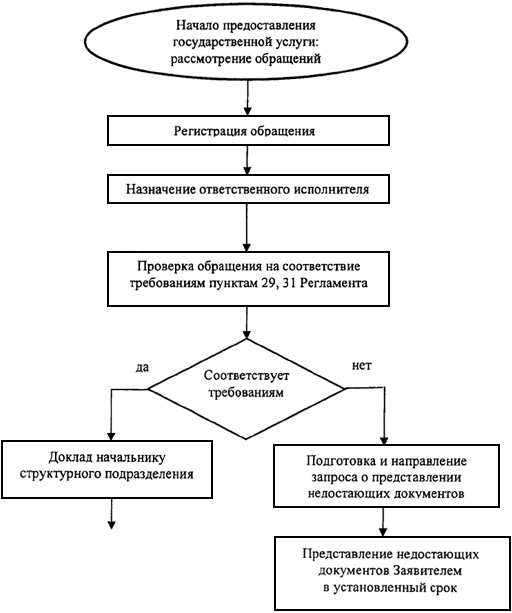 Начало предоставления
государственной услуги:
рассмотрение обращений
Регистрация обращения
Назначение ответственного исполнителя
Проверка обращения на соответствие
требованиям пунктам 29, 31 Регламента
да
нет
Соответствует
требованиям
Доклад начальнику
структурного подразделения
Подготовка и направление
запроса о представлении
недостающих документов
Представление недостающих
документов Заявителем
в установленный срок